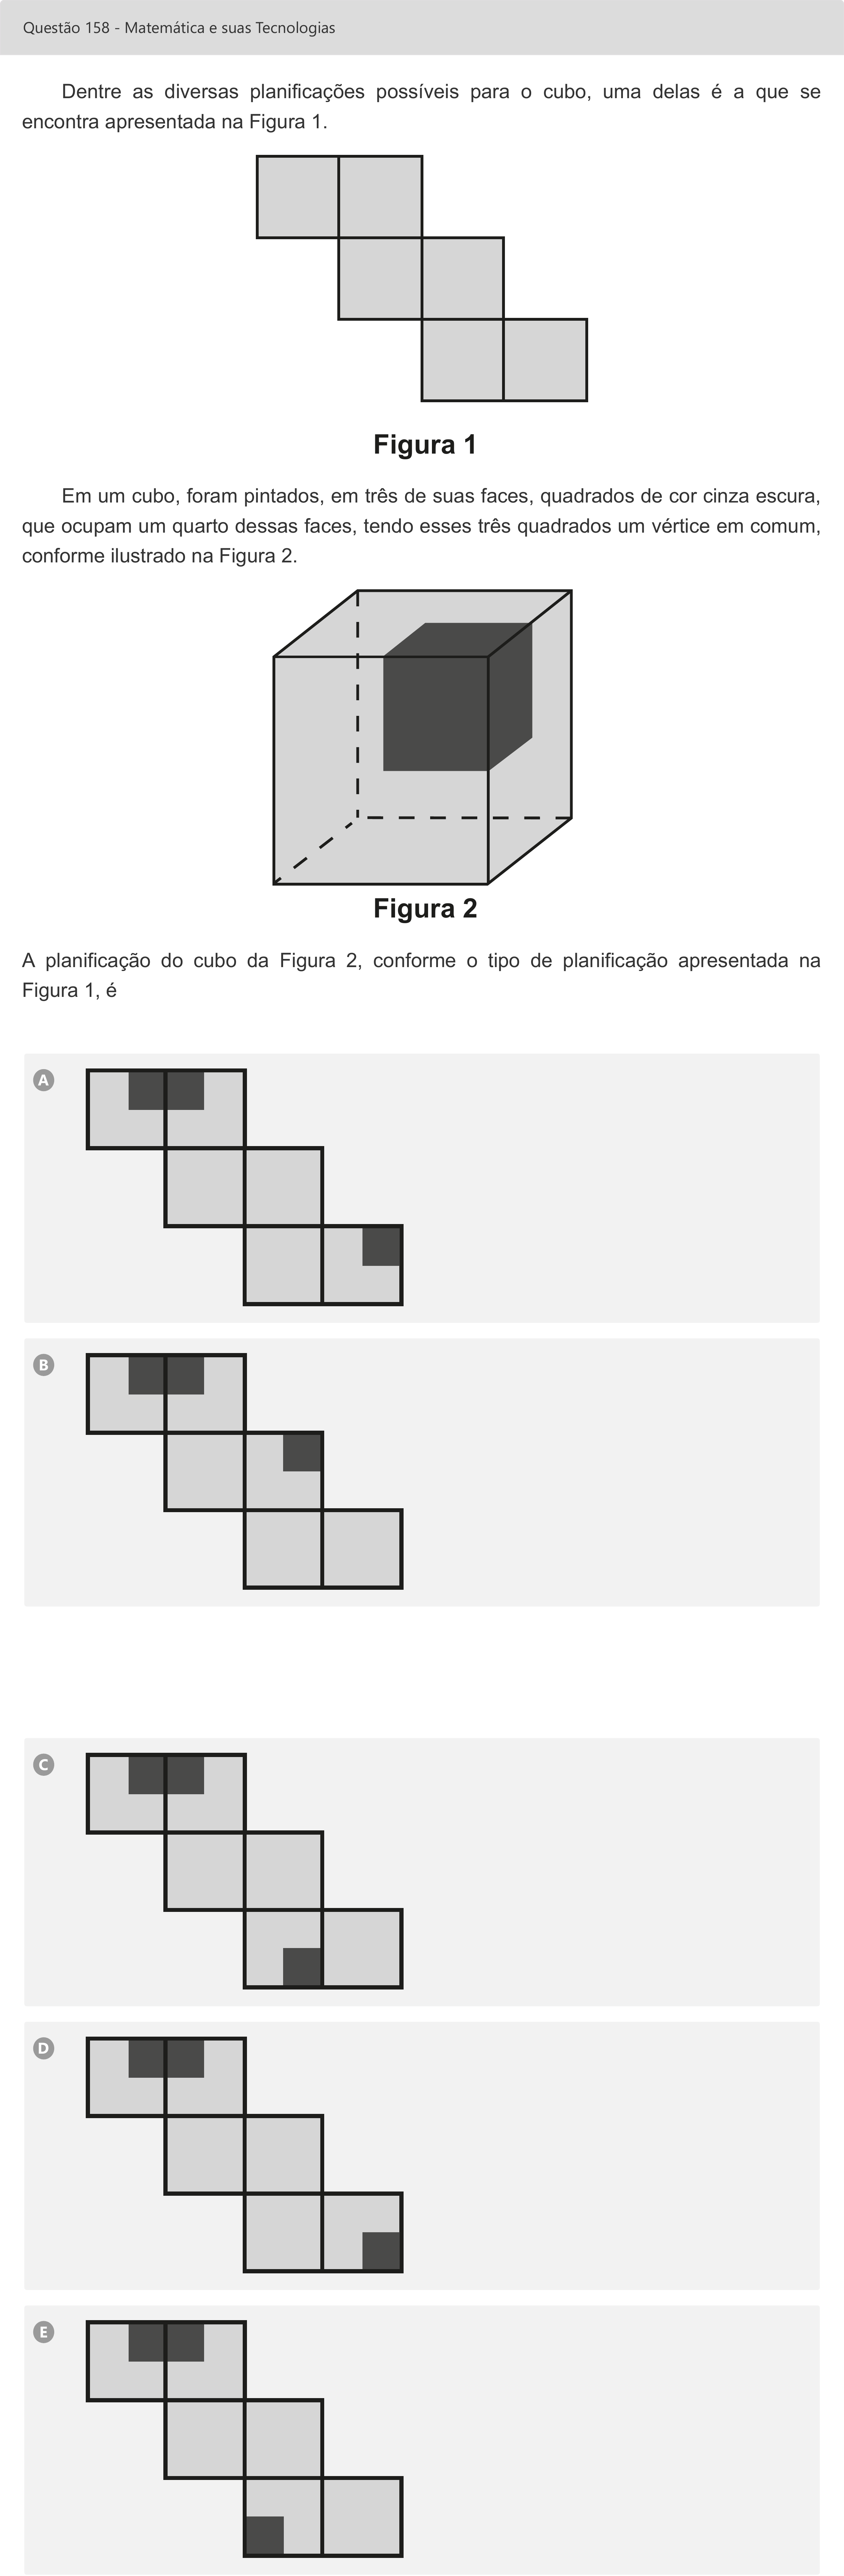 Questão 158 - Matemática e suas Tecnologias
Dentre as diversas planificações possíveis para o cubo, uma delas é a que se
encontra apresentada na Figura 1.
Figura 1
Em um cubo, foram pintados, em três de suas faces, quadrados de cor cinza escura,
que ocupam um quarto dessas faces, tendo esses três quadrados um vértice em comum,
conforme ilustrado na Figura 2.
Figura 2
A planificação do cubo da Figura 2, conforme o tipo de planificação apresentada na
Figura 1, é
A
B
C
D
E